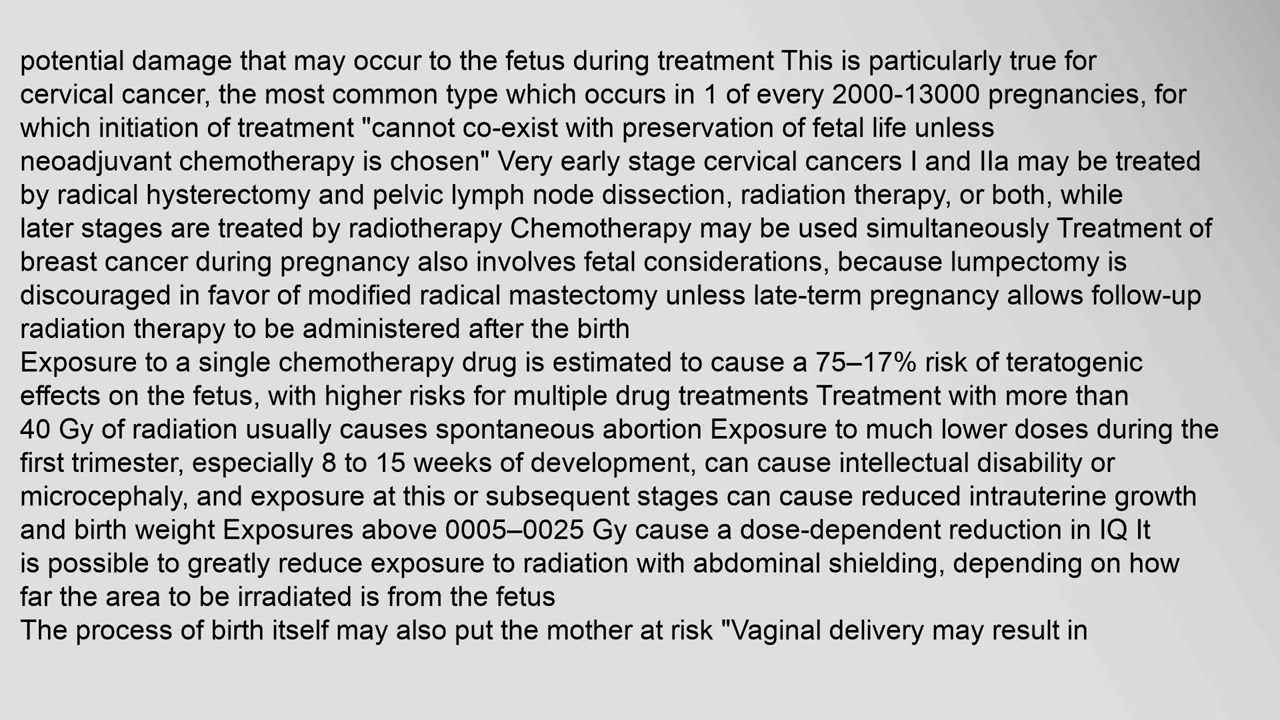 potential damage that may occur to the fetus during treatment This is particularly true for
cervical cancer, the most common type which occurs in 1 of every 2000-13000 pregnancies, for
which initiation of treatment "cannot co-exist with preservation of fetal life unless
neoadjuvant chemotherapy is chosen" Very early stage cervical cancers I and IIa may be treated
by radical hysterectomy and pelvic lymph node dissection, radiation therapy, or both, while
later stages are treated by radiotherapy Chemotherapy may be used simultaneously Treatment of
breast cancer during pregnancy also involves fetal considerations, because lumpectomy is
discouraged in favor of modified radical mastectomy unless late-term pregnancy allows follow-up
radiation therapy to be administered after the birth
Exposure to a single chemotherapy drug is estimated to cause a 75–17% risk of teratogenic
effects on the fetus, with higher risks for multiple drug treatments Treatment with more than
40 Gy of radiation usually causes spontaneous abortion Exposure to much lower doses during the
first trimester, especially 8 to 15 weeks of development, can cause intellectual disability or
microcephaly, and exposure at this or subsequent stages can cause reduced intrauterine growth
and birth weight Exposures above 0005–0025 Gy cause a dose-dependent reduction in IQ It
is possible to greatly reduce exposure to radiation with abdominal shielding, depending on how
far the area to be irradiated is from the fetus
The process of birth itself may also put the mother at risk "Vaginal delivery may result in